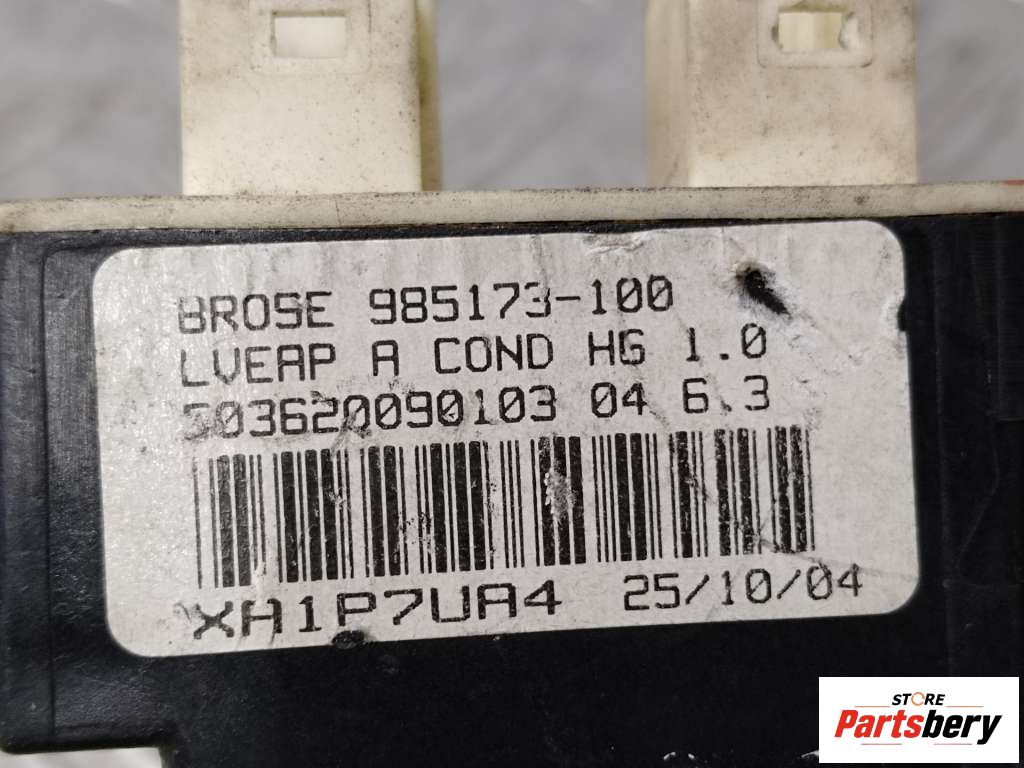 BROSE 985173-100
LVEAP A COND HG 1.0
503620090103 04 6.3
XA1P7UA4 25/10/04
STORE
Partsbery